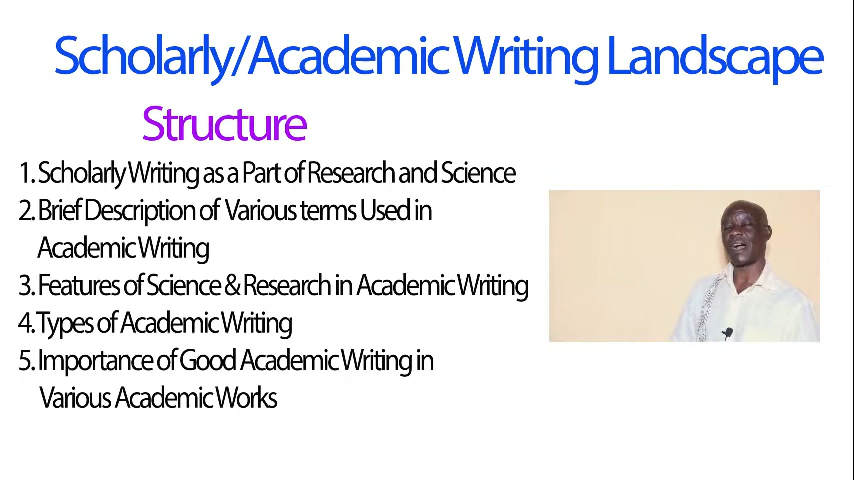 Scholarly/Academic Writing Landscape
Structure
1. Scholarly Writing as a Part of Research and Science
2. Brief Description of Various terms Used in
Academic Writing
3. Features of Science & Research in Academic Writing
4. Types of Academic Writing
5. Importance of Good Academic Writing in
Various Academic Works